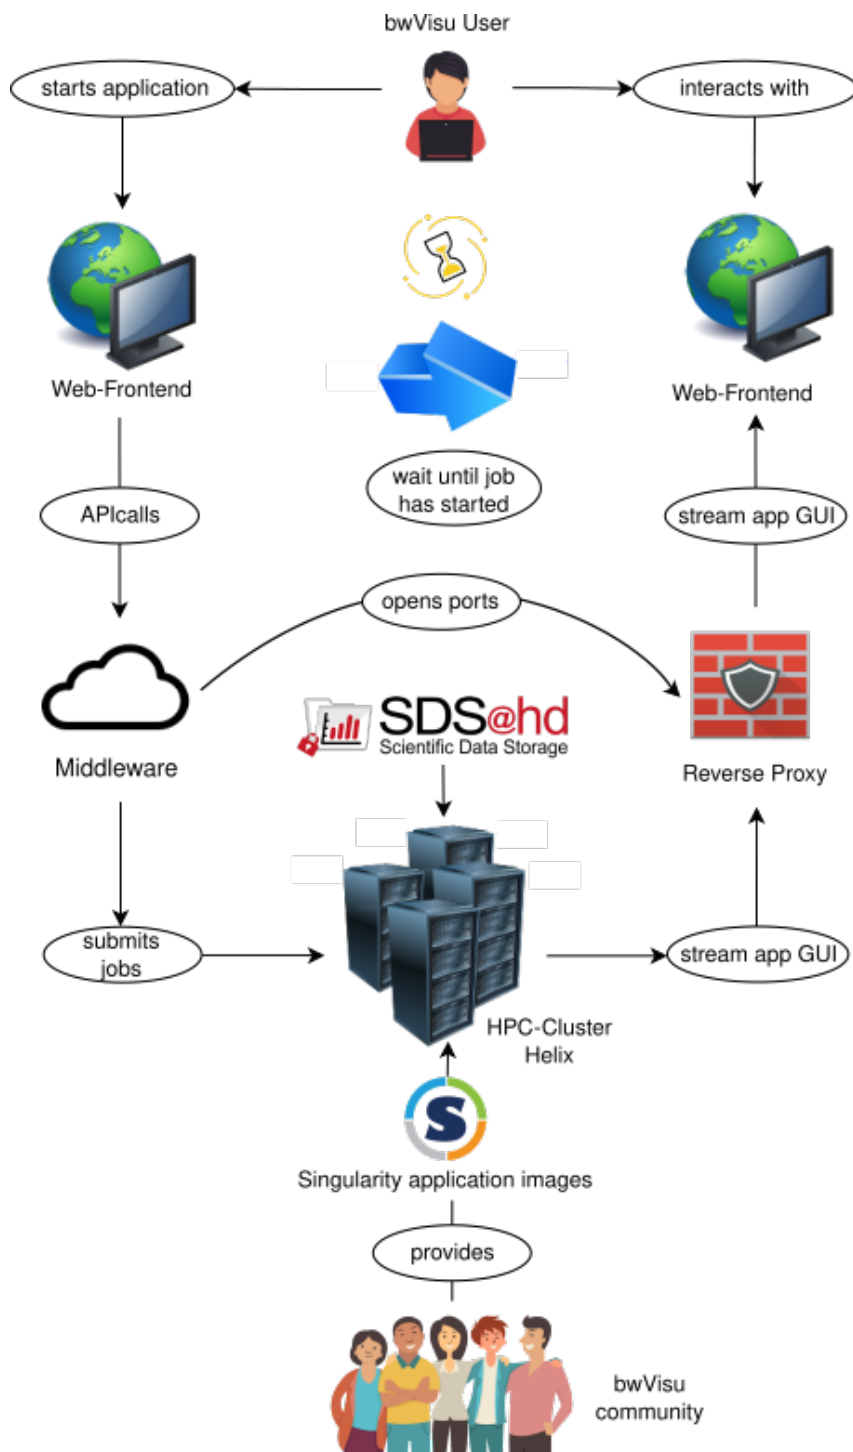 bwVisu User
starts application
interacts with
Web-Frontend
Web-Frontend
wait until job
has started
APIcalls
stream app GUI
opens ports
SDS@hd
Scientific Data Storage
Middleware
Reverse Proxy
submits
jobs
stream app GUI
HPC-Cluster
Helix
S
Singularity application images
provides
bwVisu
community